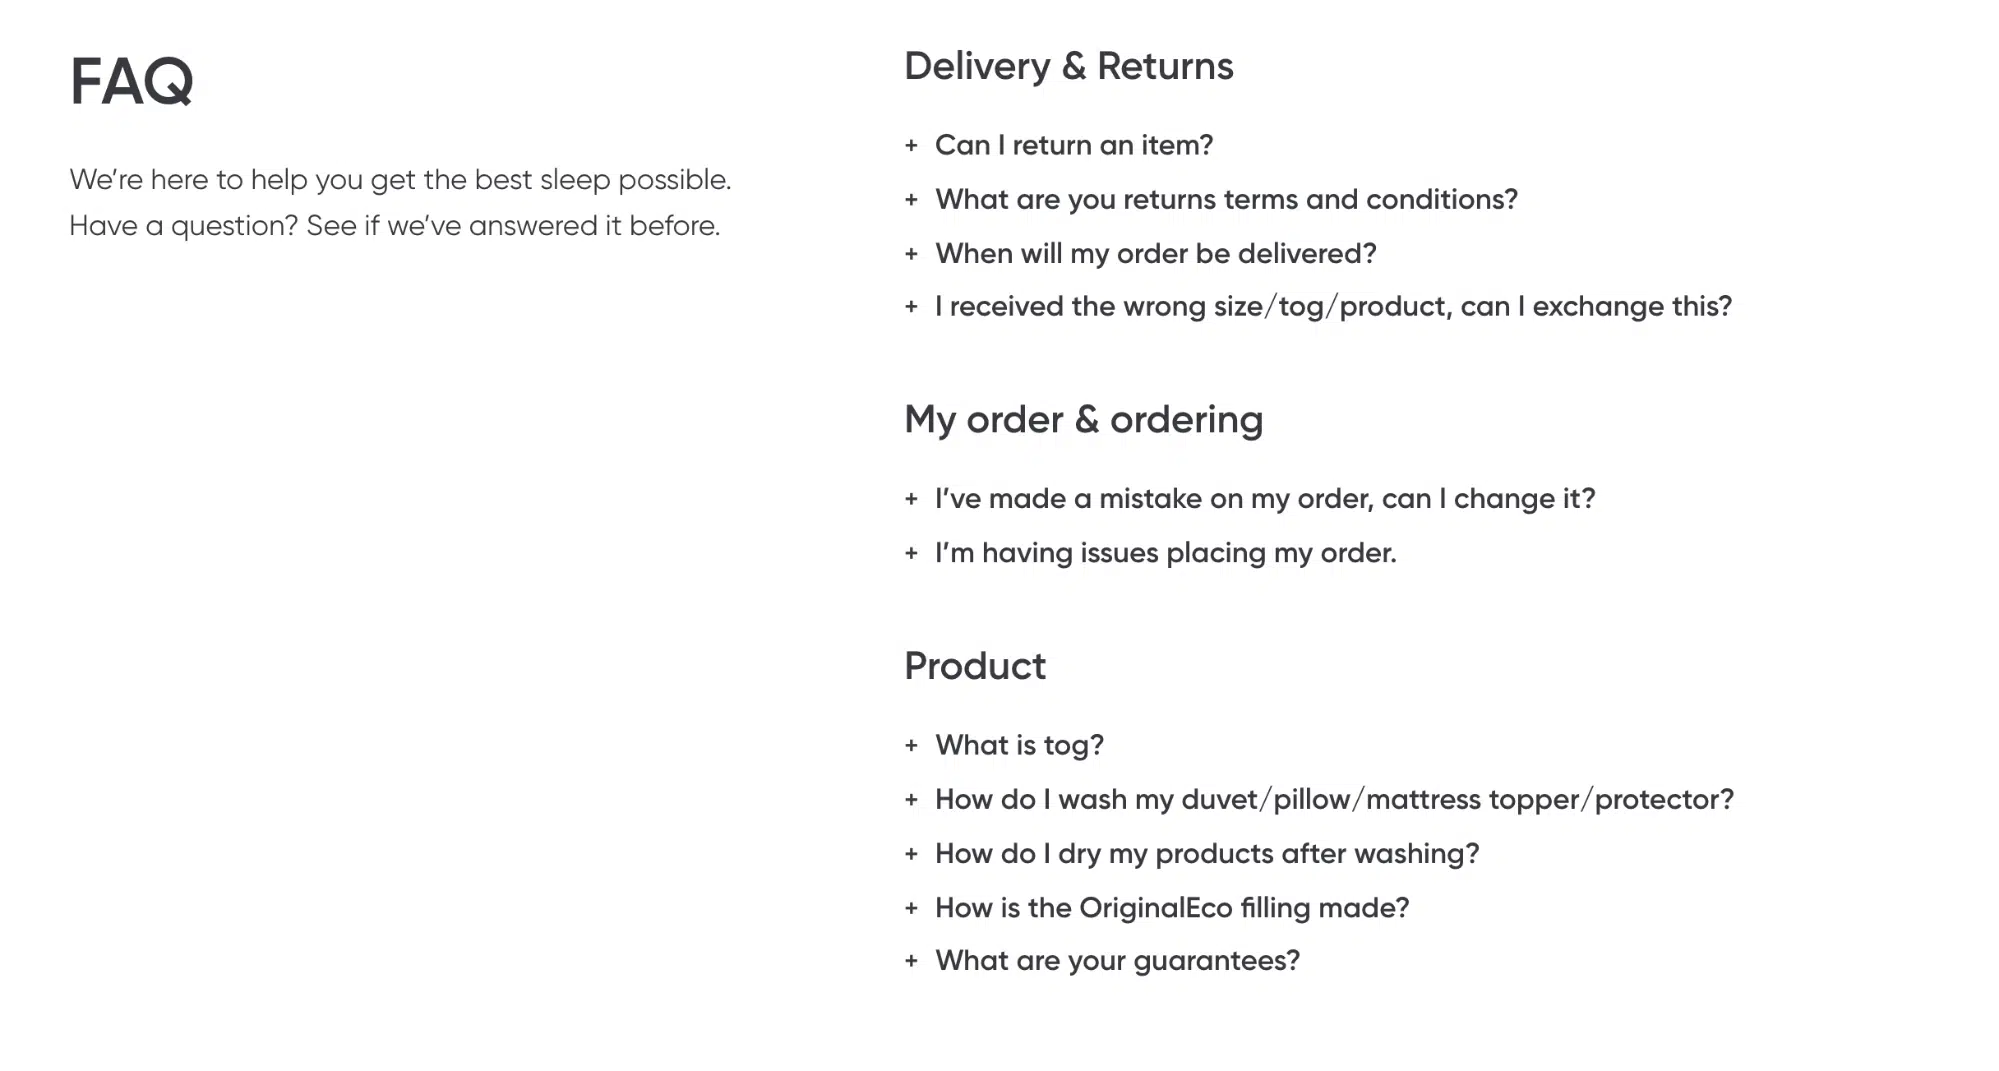 FAQ
We’re here to help you get the best sleep possible.
Have a question? See if we’ve answered it before.
Delivery & Returns
+ Can I return an item?
+ What are you returns terms and conditions?
+ When will my order be delivered?
+ I received the wrong size/tog/product, can I exchange this?
My order & ordering
+ I’ve made a mistake on my order, can I change it?
+ I’m having issues placing my order.
Product
+ What is tog?
+ How do I wash my duvet/pillow/mattress topper/protector?
+ How do I dry my products after washing?
+ How is the OriginalEco filling made?
+ What are your guarantees?